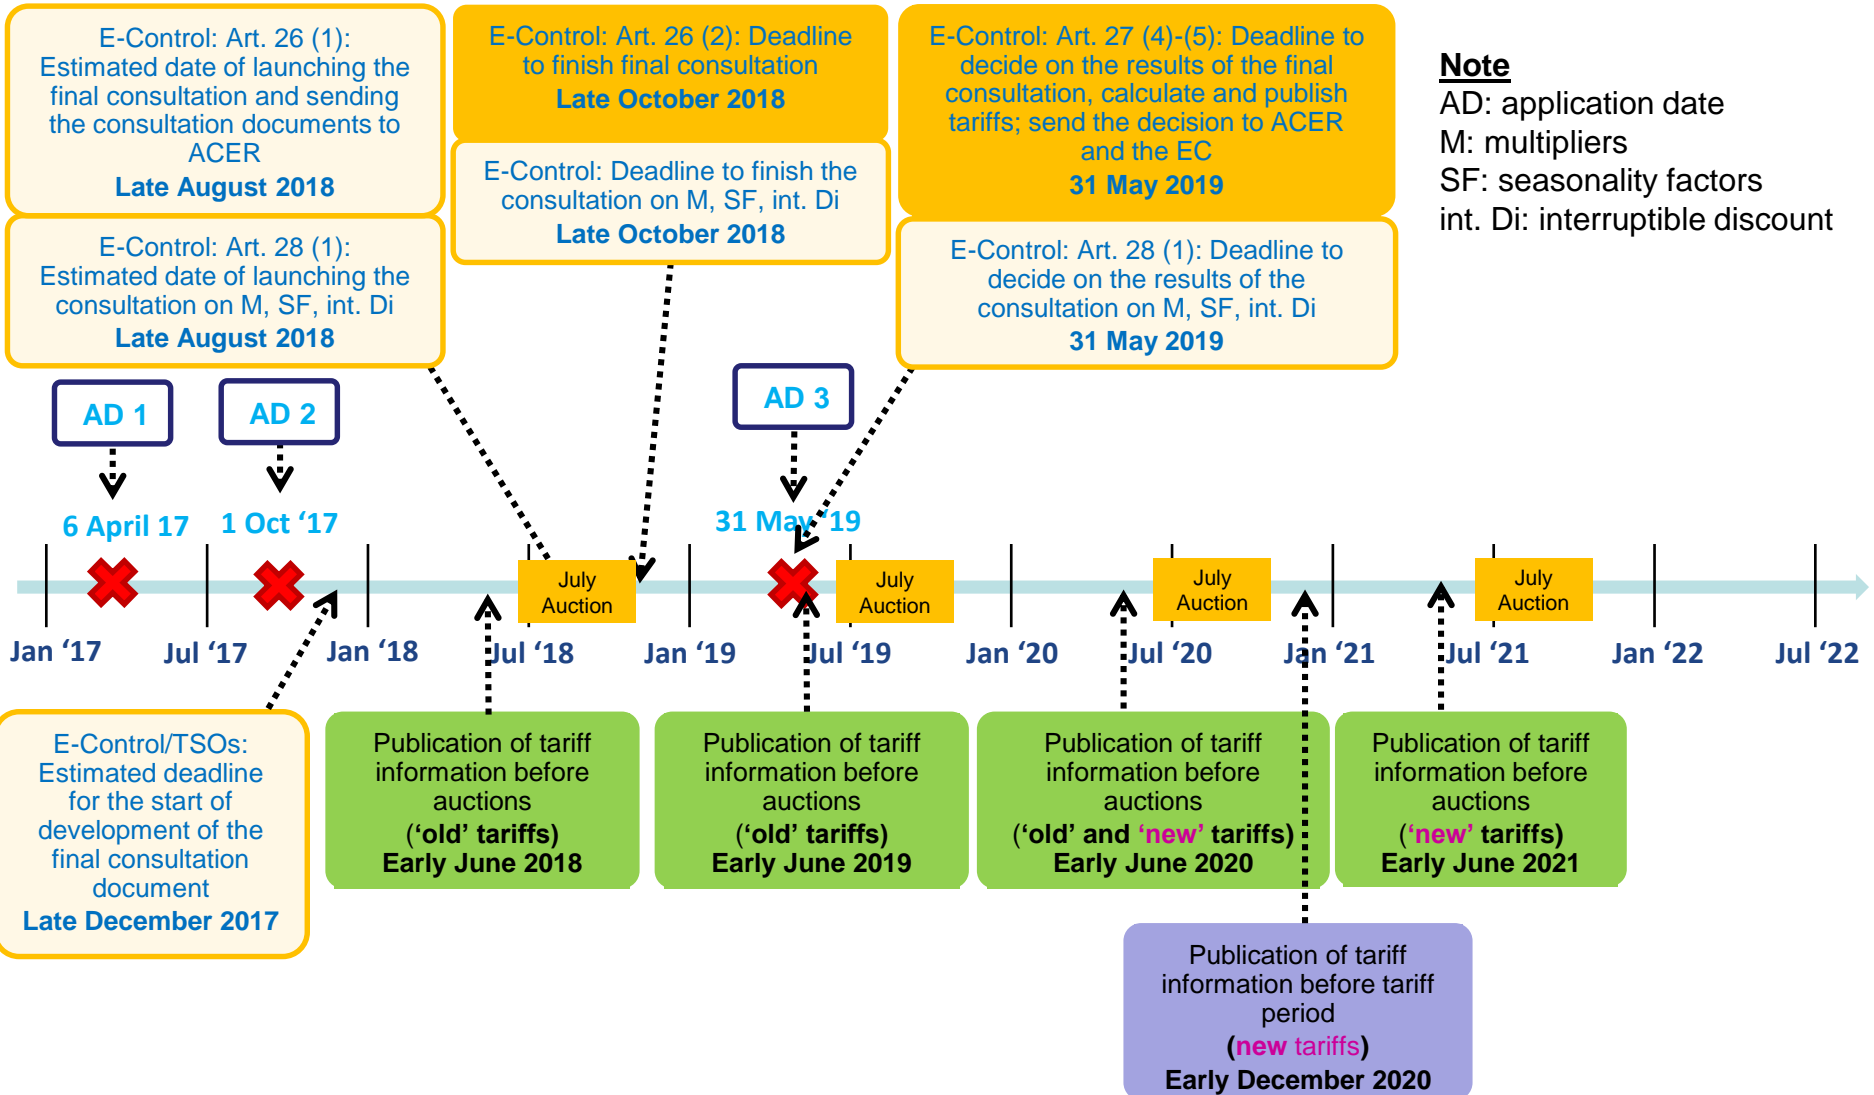 E-Control: Art. 26 (1):
Estimated date of launching the
final consultation and sending
the consultation documents to
ACER
Late August 2018
E-Control: Art. 28 (1):
Estimated date of launching the
consultation on M, SF, int. Di
Late August 2018
E-Control: Art. 26 (2): Deadline
to finish final consultation
Late October 2018
E-Control: Deadline to finish the
consultation on M, SF, int. Di
Late October 2018
E-Control: Art. 27 (4)-(5): Deadline to
decide on the results of the final
consultation, calculate and publish
tariffs; send the decision to ACER
and the EC
31 May 2019
E-Control: Art. 28 (1): Deadline to
decide on the results of the
consultation on M, SF, int. Di
31 May 2019
Note
AD: application date
M: multipliers
SF: seasonality factors
int. Di: interruptible discount
AD 1
AD 2
AD 3
6 April 17
1 Oct ‘17
31 May ‘19
July
Auction
July
Auction
July
Auction
July
Auction
Jan ‘17
Jul ‘17
Jan ‘18
Jul ‘18
Jan ‘19
Jul ‘19
Jan ‘20
Jul ‘20
Jan ‘21
Jul ‘21
Jan ‘22
Jul ‘22
E-Control/TSOs:
Estimated deadline
for the start of
development of the
final consultation
document
Late December 2017
Publication of tariff
information before
auctions
(‘old’ tariffs)
Early June 2018
Publication of tariff
information before
auctions
(‘old’ tariffs)
Early June 2019
Publication of tariff
information before
auctions
(‘old’ and ‘new’ tariffs)
Early June 2020
Publication of tariff
information before
auctions
(‘new’ tariffs)
Early June 2021
Publication of tariff
information before tariff
period
(new tariffs)
Early December 2020